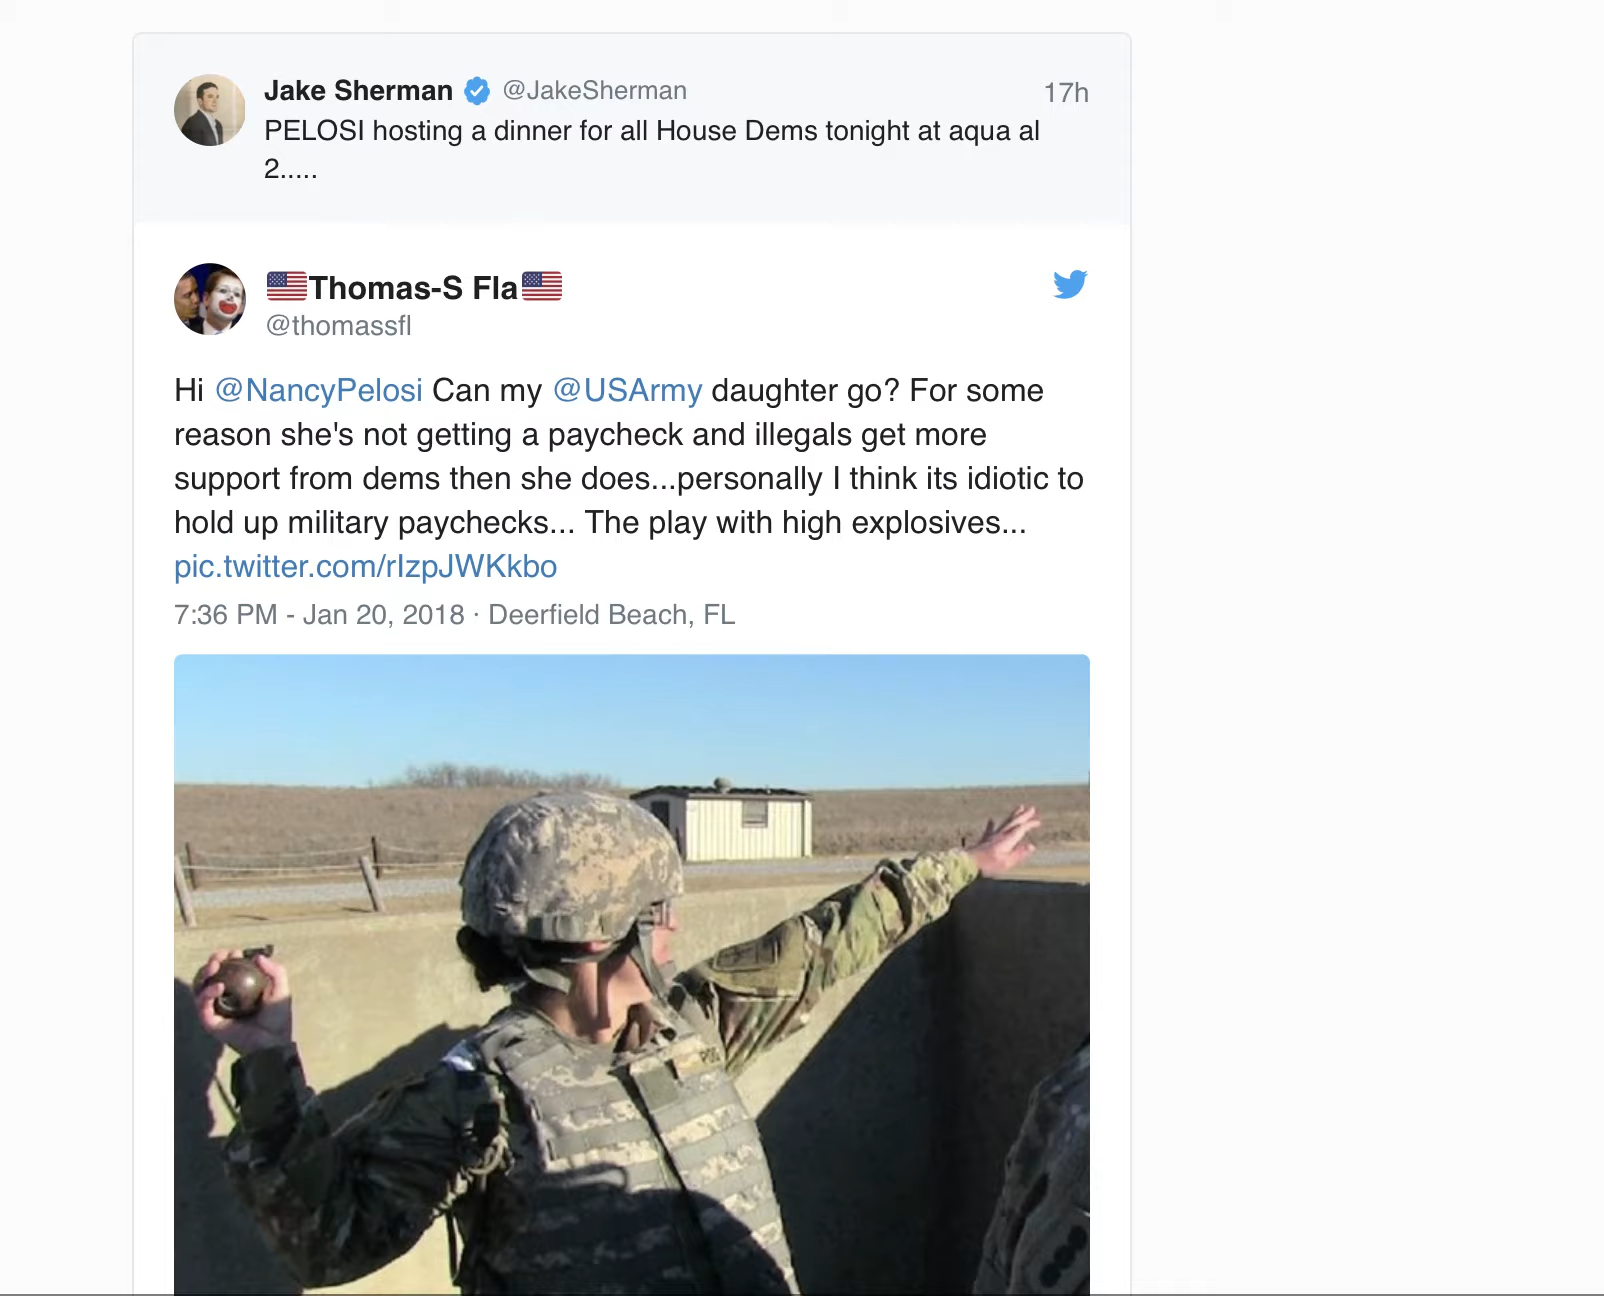 Jake Sherman @JakeSherman 17h
PELOSI hosting a dinner for all House Dems tonight at aqua al
2.....
Thomas-S Fla
@thomassfl
Hi @NancyPelosi Can my @USArmy daughter go? For some
reason she's not getting a paycheck and illegals get more
support from dems then she does...personally I think its idiotic to
hold up military paychecks... The play with high explosives...
pic.twitter.com/rIzpJWKkbo
7:36 PM - Jan 20, 2018 · Deerfield Beach, FL